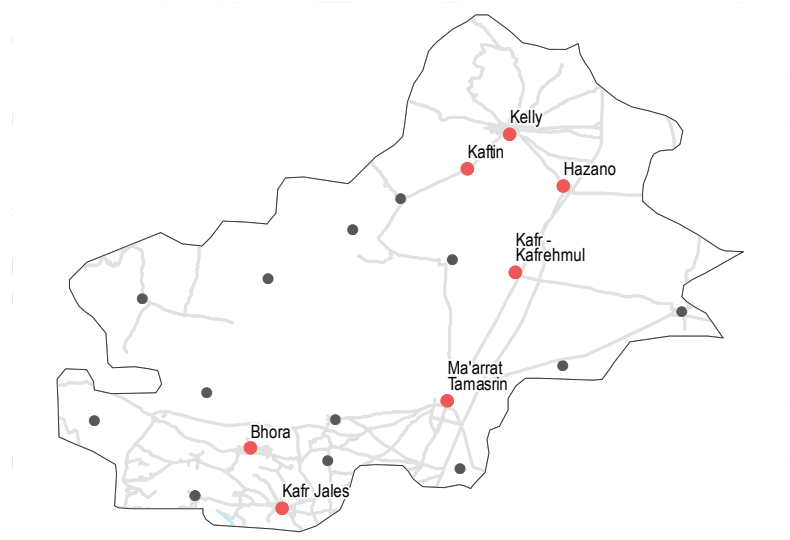 Kelly
Kaftin
Hazano
Kafr -
Kafrehmul
Ma'arrat
Tamasrin
Bhora
Kafr Jales